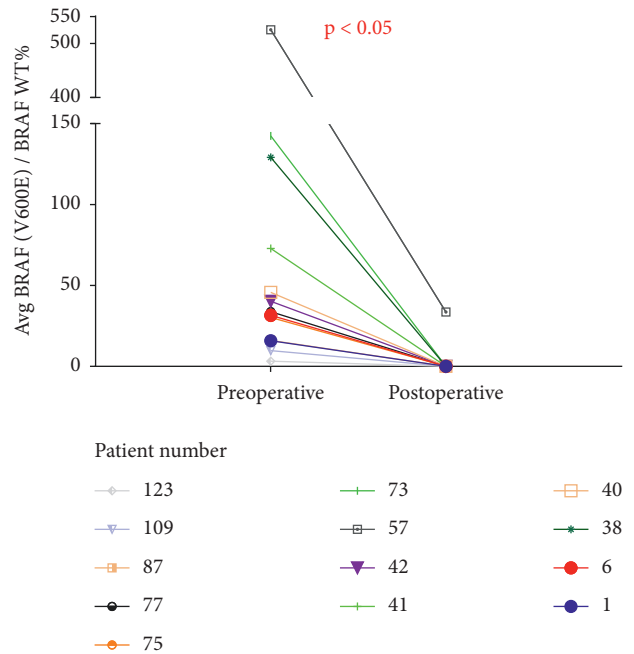 p < 0.05
Avg BRAF (V600E) / BRAF WT%
550
500
400
150
100
50
0
Preoperative Postoperative
Patient number
123 73 40
109 57 38
87 42 6
77 41 1
75